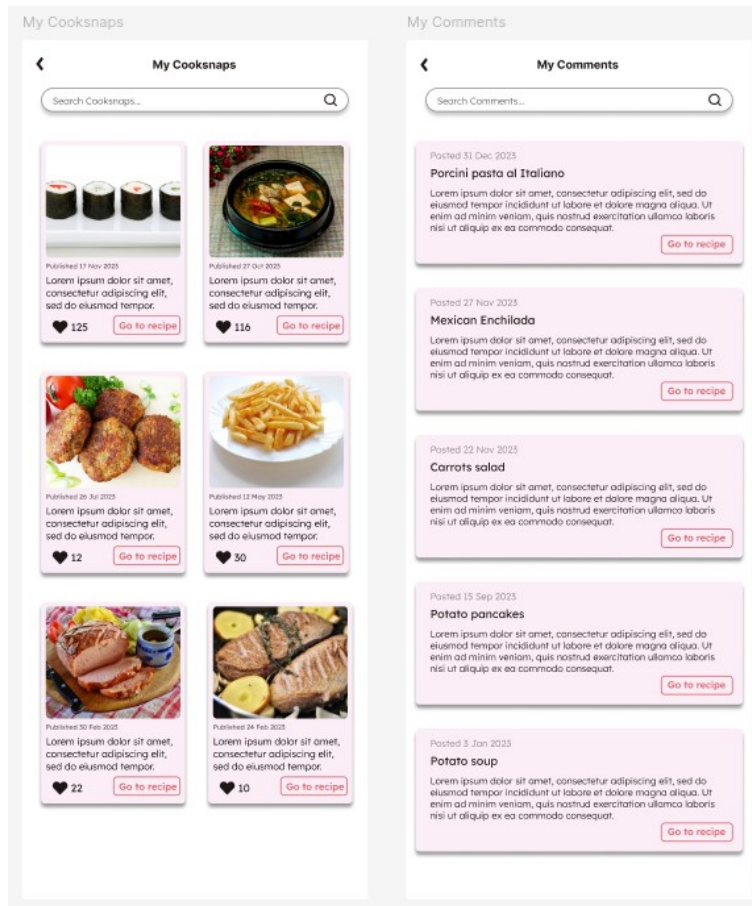 My Cooksnaps
My Cooksnaps
Search Cooksnaps...
Published 17 Nov 2023
Lorem ipsum dolor sit amet,
consectetur adipiscing elit,
sed do eiusmod tempor.
125 Go to recipe
Published 27 Oct 2023
Lorem ipsum dolor sit amet,
consectetur adipiscing elit,
sed do eiusmod tempor.
116 Go to recipe
Published 26 Jul 2023
Lorem ipsum dolor sit amet,
consectetur adipiscing elit,
sed do eiusmod tempor.
12 Go to recipe
Published 12 May 2023
Lorem ipsum dolor sit amet,
consectetur adipiscing elit,
sed do eiusmod tempor.
30 Go to recipe
Published 30 Feb 2023
Lorem ipsum dolor sit amet,
consectetur adipiscing elit,
sed do eiusmod tempor.
22 Go to recipe
Published 24 Feb 2023
Lorem ipsum dolor sit amet,
consectetur adipiscing elit,
sed do eiusmod tempor.
10 Go to recipe
My Comments
My Comments
Search Comments...
Posted 31 Dec 2023
Porcini pasta al Italiano
Lorem ipsum dolor sit amet, consectetur adipiscing elit, sed do
eiusmod tempor incididunt ut labore et dolore magna aliqua. Ut
enim ad minim veniam, quis nostrud exercitation ullamco laboris
nisi ut aliquip ex ea commodo consequat.
Go to recipe
Posted 27 Nov 2023
Mexican Enchilada
Lorem ipsum dolor sit amet, consectetur adipiscing elit, sed do
eiusmod tempor incididunt ut labore et dolore magna aliqua. Ut
enim ad minim veniam, quis nostrud exercitation ullamco laboris
nisi ut aliquip ex ea commodo consequat.
Go to recipe
Posted 22 Nov 2023
Carrots salad
Lorem ipsum dolor sit amet, consectetur adipiscing elit, sed do
eiusmod tempor incididunt ut labore et dolore magna aliqua. Ut
enim ad minim veniam, quis nostrud exercitation ullamco laboris
nisi ut aliquip ex ea commodo consequat.
Go to recipe
Posted 15 Sep 2023
Potato pancakes
Lorem ipsum dolor sit amet, consectetur adipiscing elit, sed do
eiusmod tempor incididunt ut labore et dolore magna aliqua. Ut
enim ad minim veniam, quis nostrud exercitation ullamco laboris
nisi ut aliquip ex ea commodo consequat.
Go to recipe
Posted 3 Jan 2023
Potato soup
Lorem ipsum dolor sit amet, consectetur adipiscing elit, sed do
eiusmod tempor incididunt ut labore et dolore magna aliqua. Ut
enim ad minim veniam, quis nostrud exercitation ullamco laboris
nisi ut aliquip ex ea commodo consequat.
Go to recipe